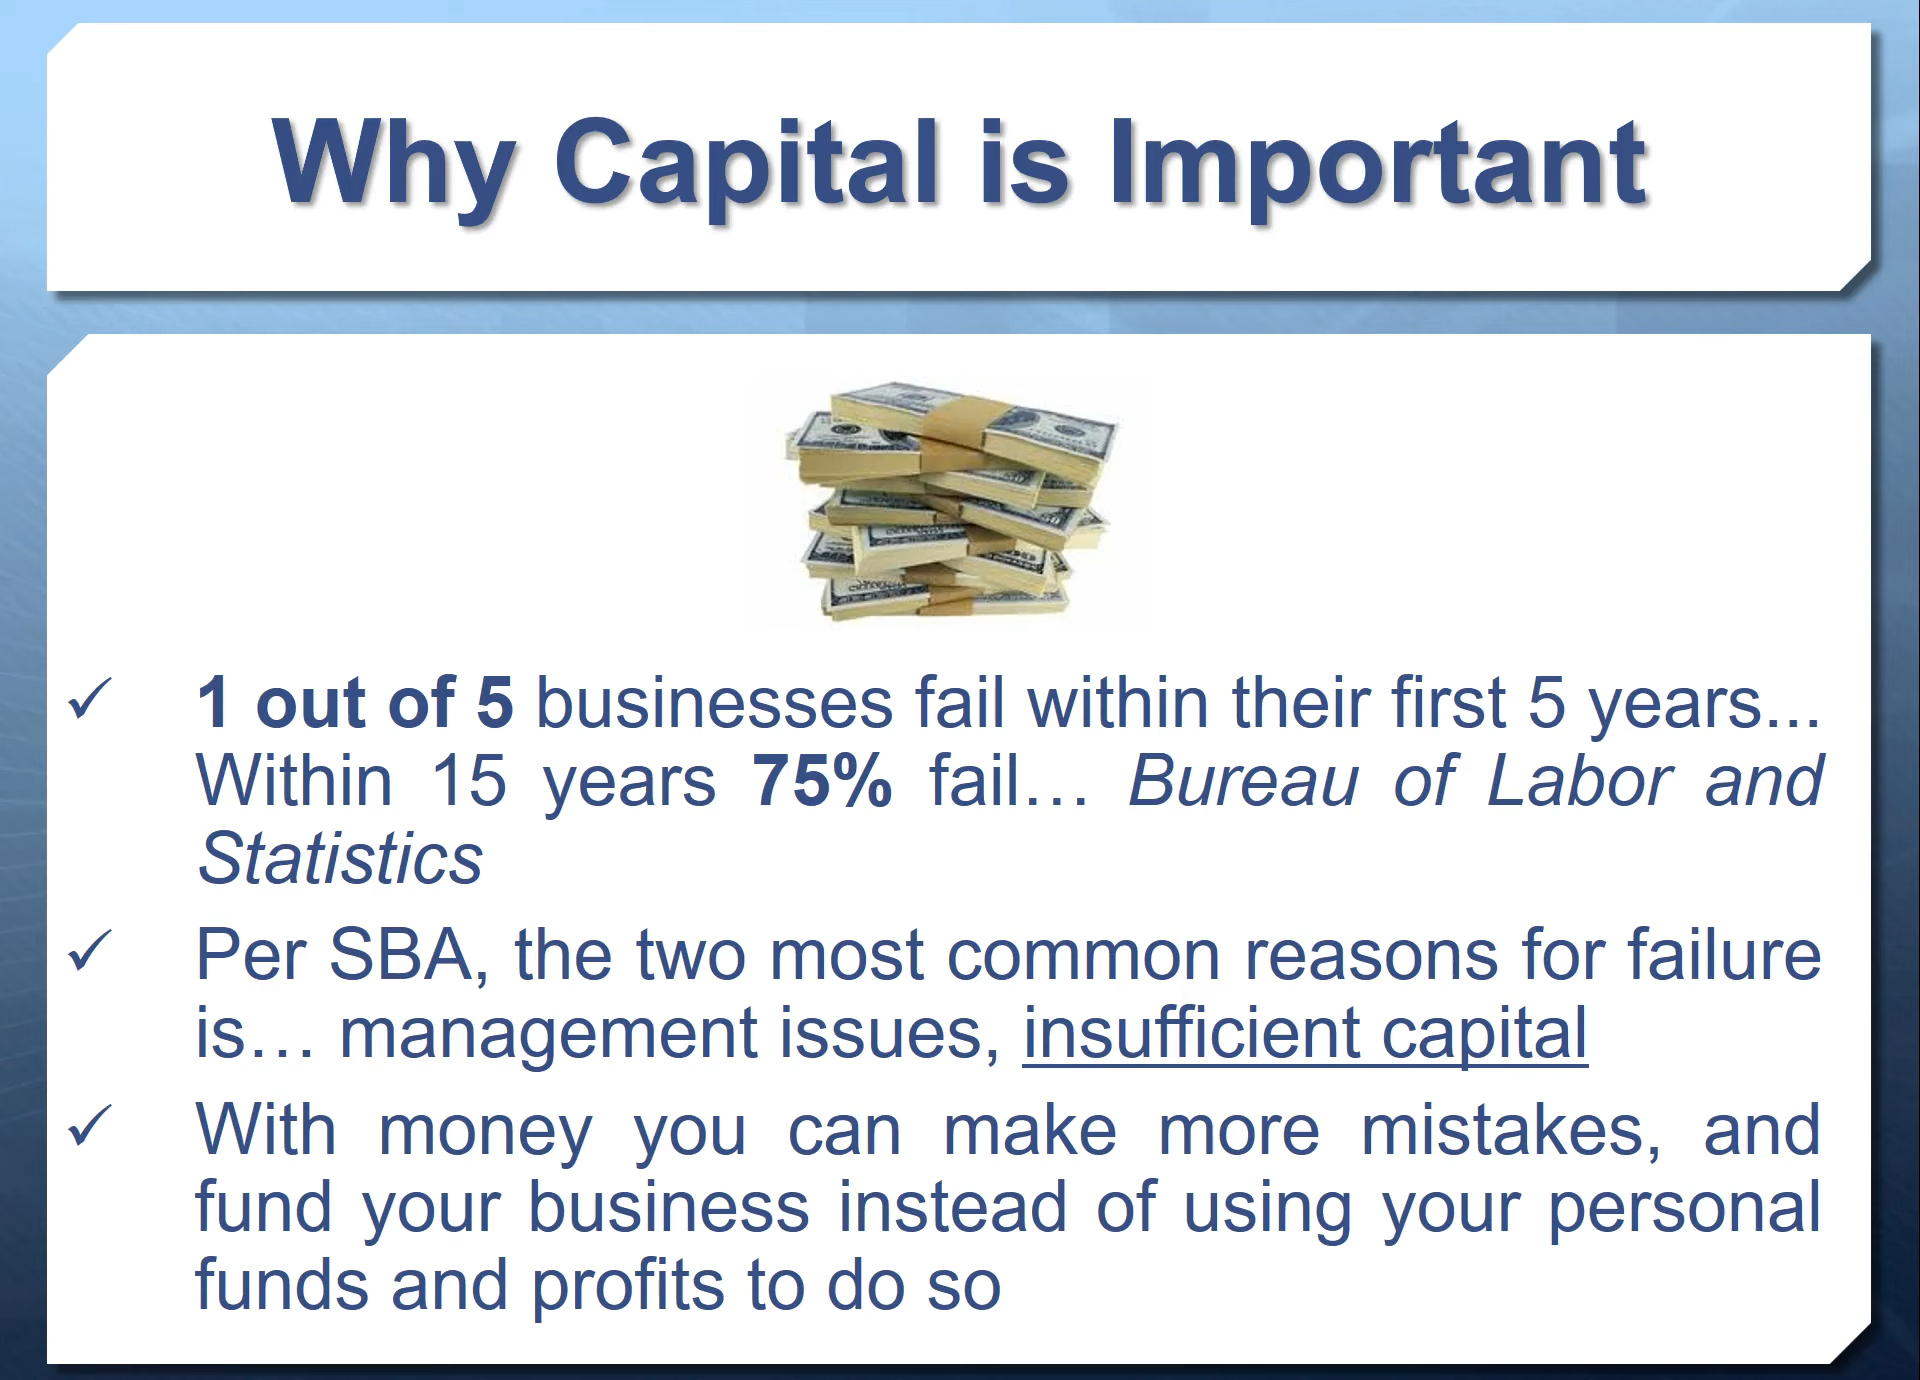 Why Capital is Important
1 out of 5 businesses fail within their first 5 years...
Within 15 years 75% fail… Bureau of Labor and
Statistics
Per SBA, the two most common reasons for failure
is… management issues, insufficient capital
With money you can make more mistakes, and
fund your business instead of using your personal
funds and profits to do so